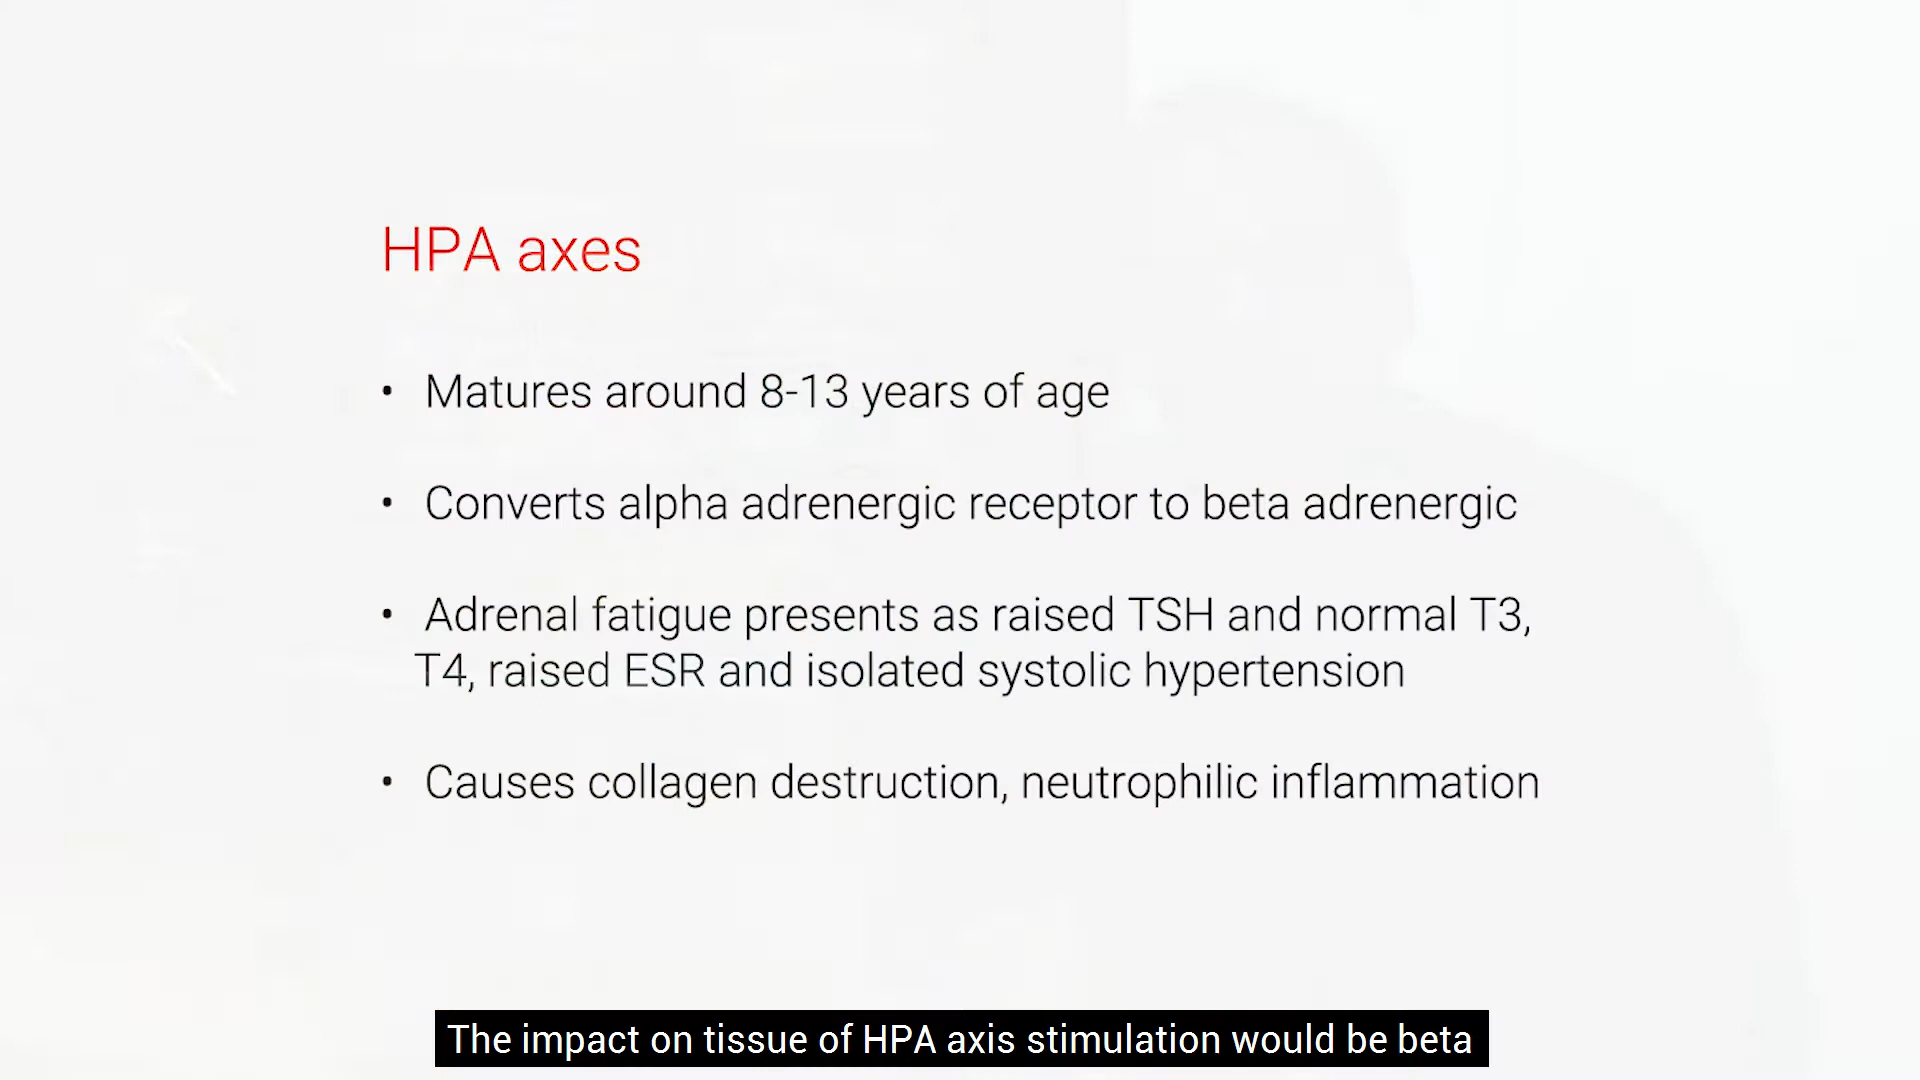 HPA axes
• Matures around 8-13 years of age
• Converts alpha adrenergic receptor to beta adrenergic
• Adrenal fatigue presents as raised TSH and normal T3,
T4, raised ESR and isolated systolic hypertension
• Causes collagen destruction, neutrophilic inflammation
The impact on tissue of HPA axis stimulation would be beta